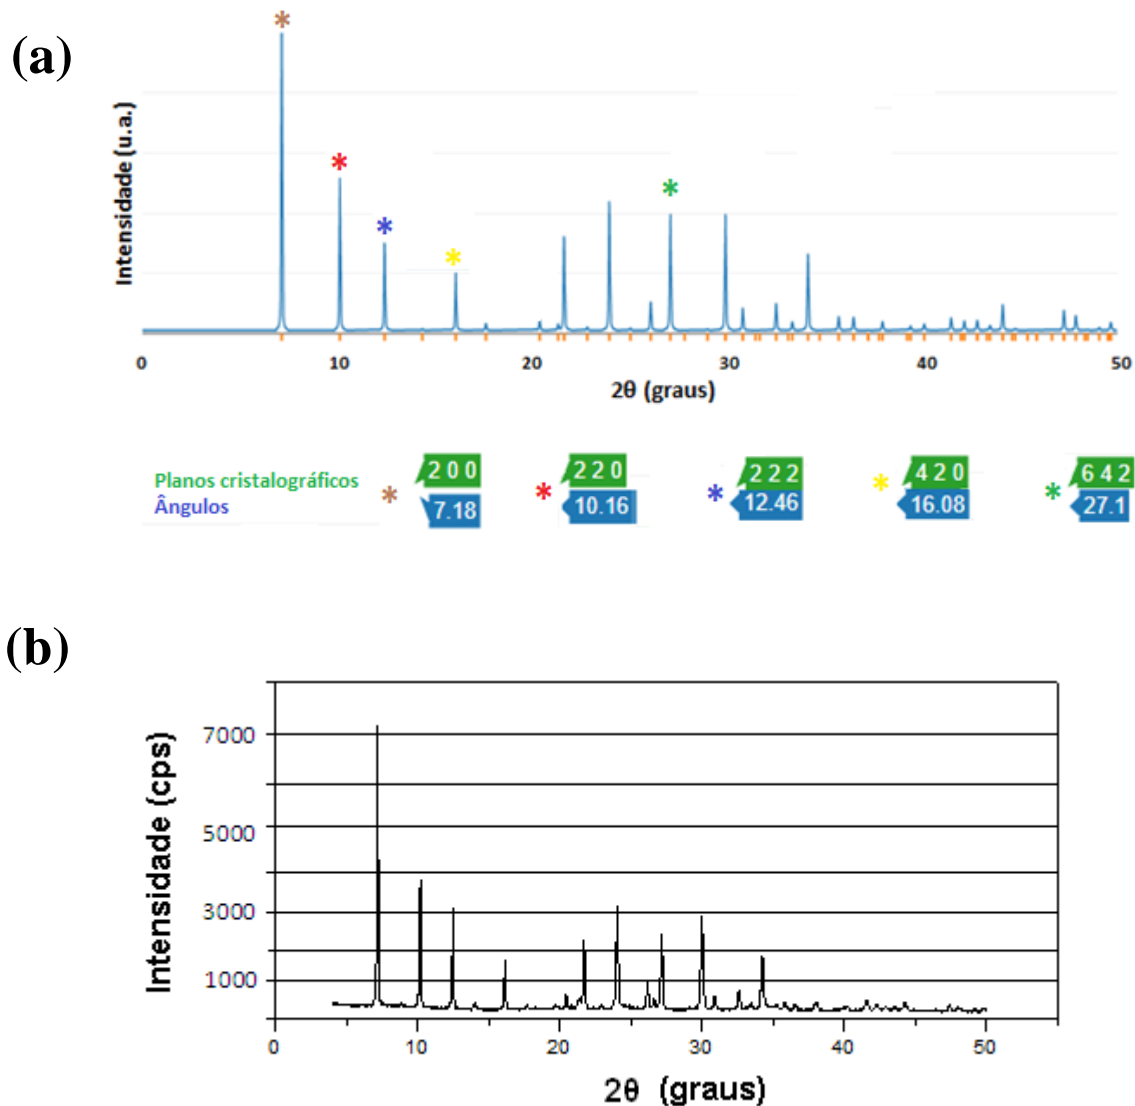 (a)
Intensidade (u.a.)
0 10 20 30 40 50
2θ (graus)
Planos cristalográficos
Ângulos
2 0 0 2 2 0 2 2 2 4 2 0 6 4 2
7.18 10.16 12.46 16.08 27.1
(b)
Intensidade (cps)
7000
5000
3000
1000
0 10 20 30 40 50
2θ (graus)